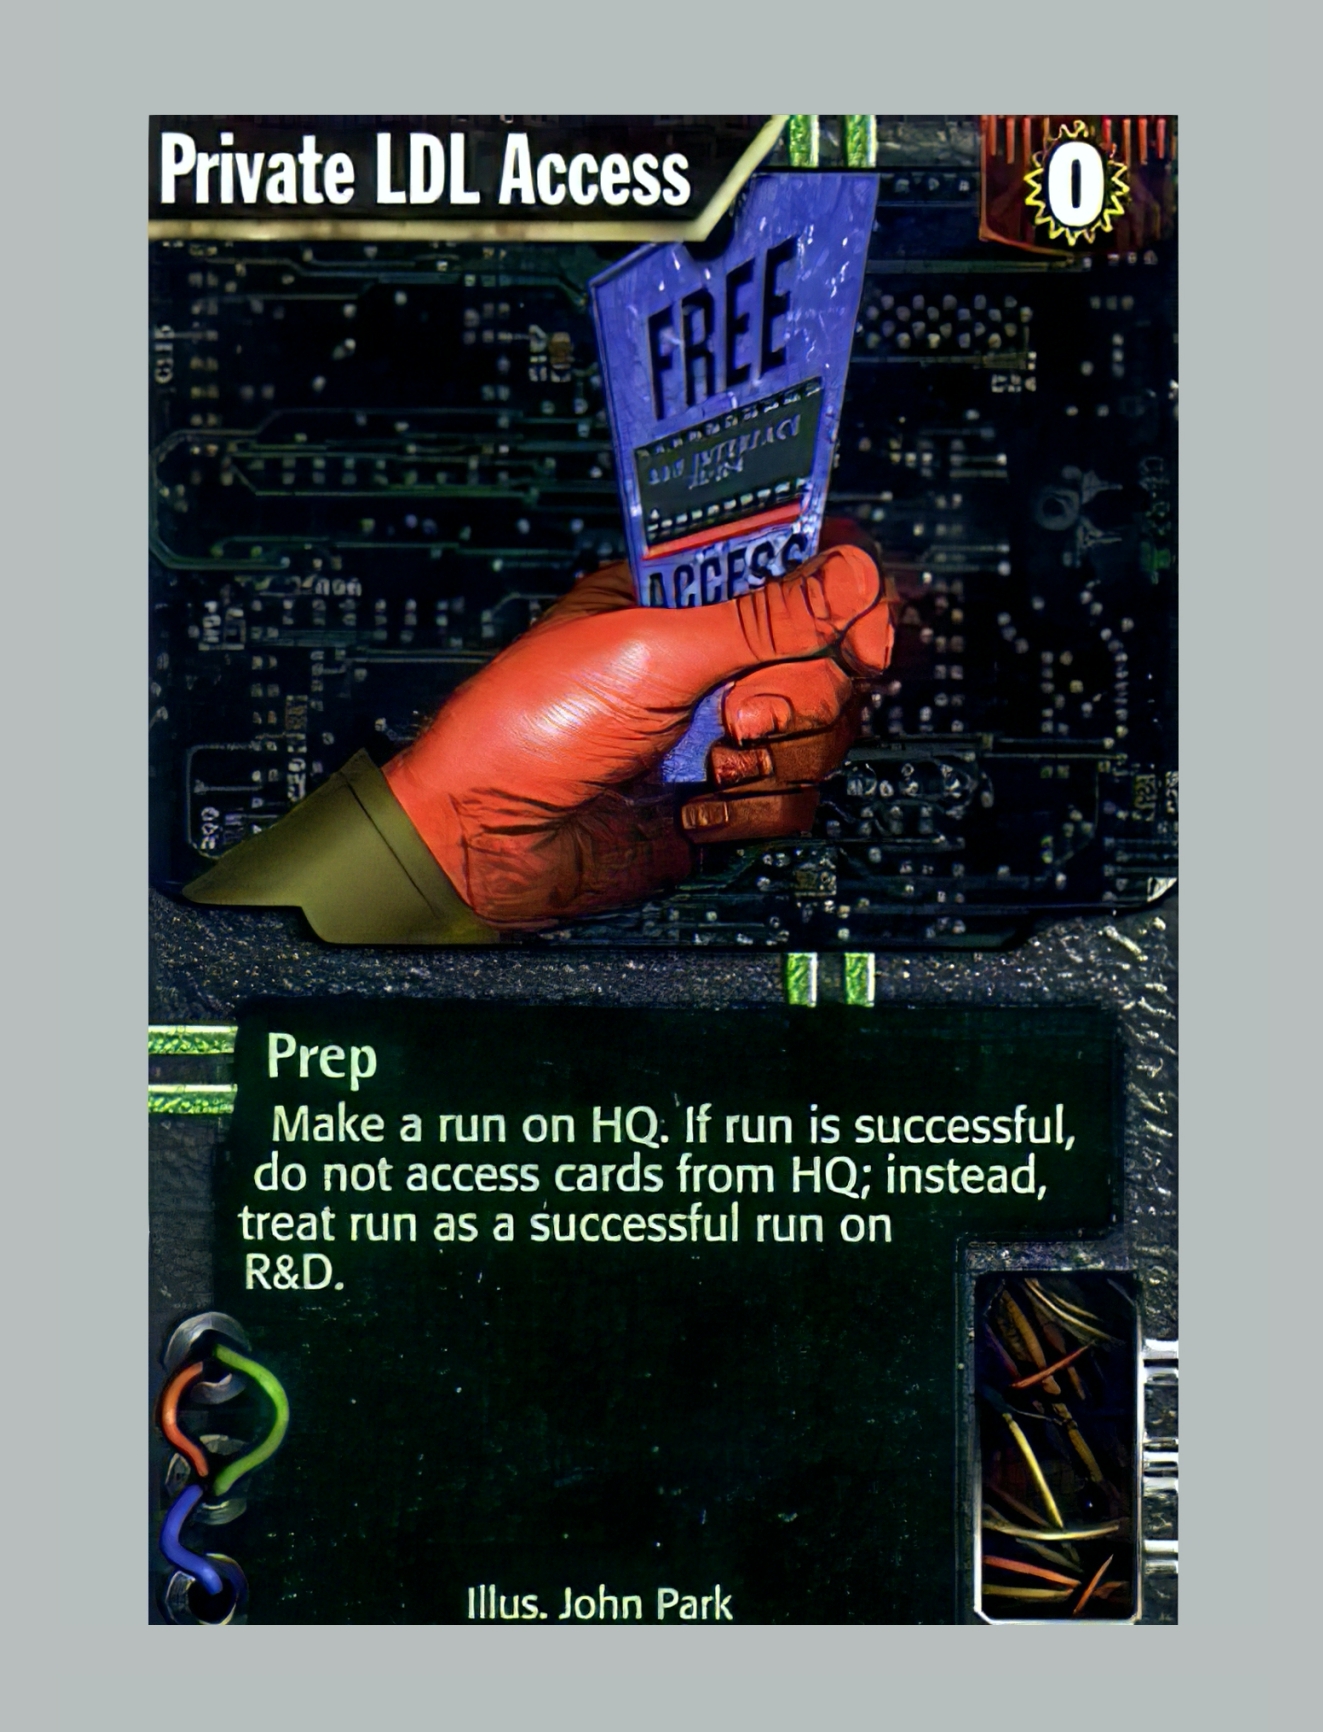 Private LDL Access
0
FREE
ACCESS
Prep
Make a run on HQ. If run is successful,
do not access cards from HQ; instead,
treat run as a successful run on
R&D.
Illus. John Park